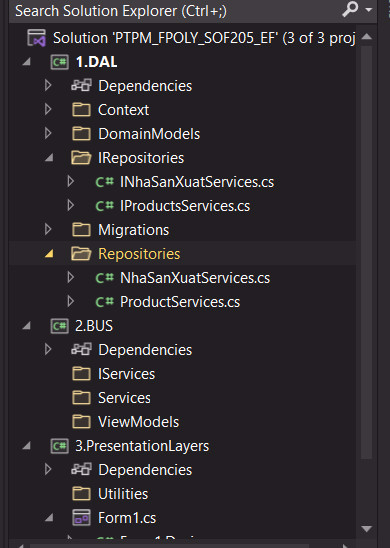 Search Solution Explorer (Ctrl+;)
Solution 'PTPM_FPOLY_SOF205_EF' (3 of 3 proj
C# 1.DAL
Dependencies
Context
DomainModels
IRepositories
C# INhaSanXuatServices.cs
C# IProductsServices.cs
Migrations
Repositories
C# NhaSanXuatServices.cs
C# ProductServices.cs
C# 2.BUS
Dependencies
IServices
Services
ViewModels
C# 3.PresentationLayers
Dependencies
Utilities
Form1.cs